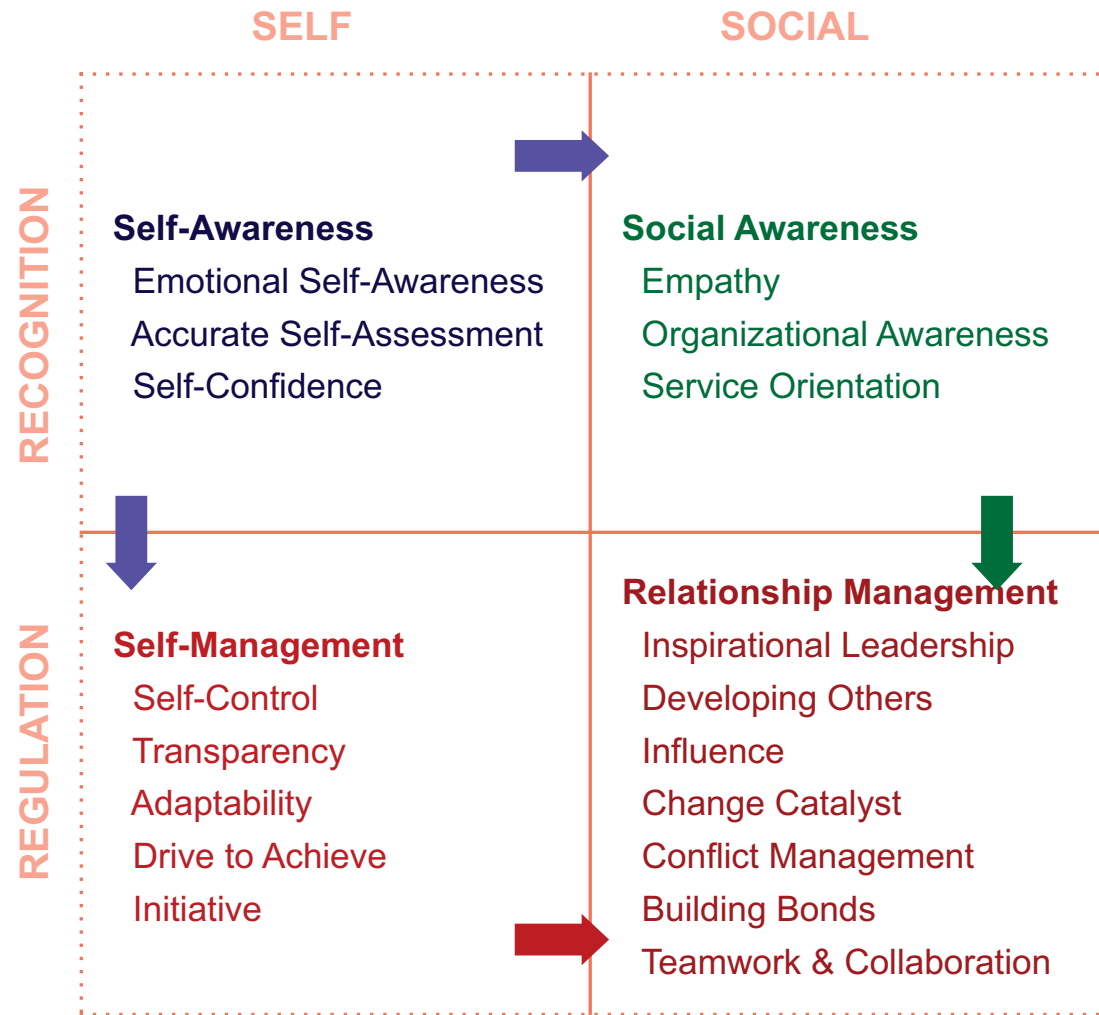 SELF
SOCIAL
RECOGNITION
Self-Awareness
Emotional Self-Awareness
Accurate Self-Assessment
Self-Confidence
Social Awareness
Empathy
Organizational Awareness
Service Orientation
REGULATION
Self-Management
Self-Control
Transparency
Adaptability
Drive to Achieve
Initiative
Relationship Management
Inspirational Leadership
Developing Others
Influence
Change Catalyst
Conflict Management
Building Bonds
Teamwork & Collaboration